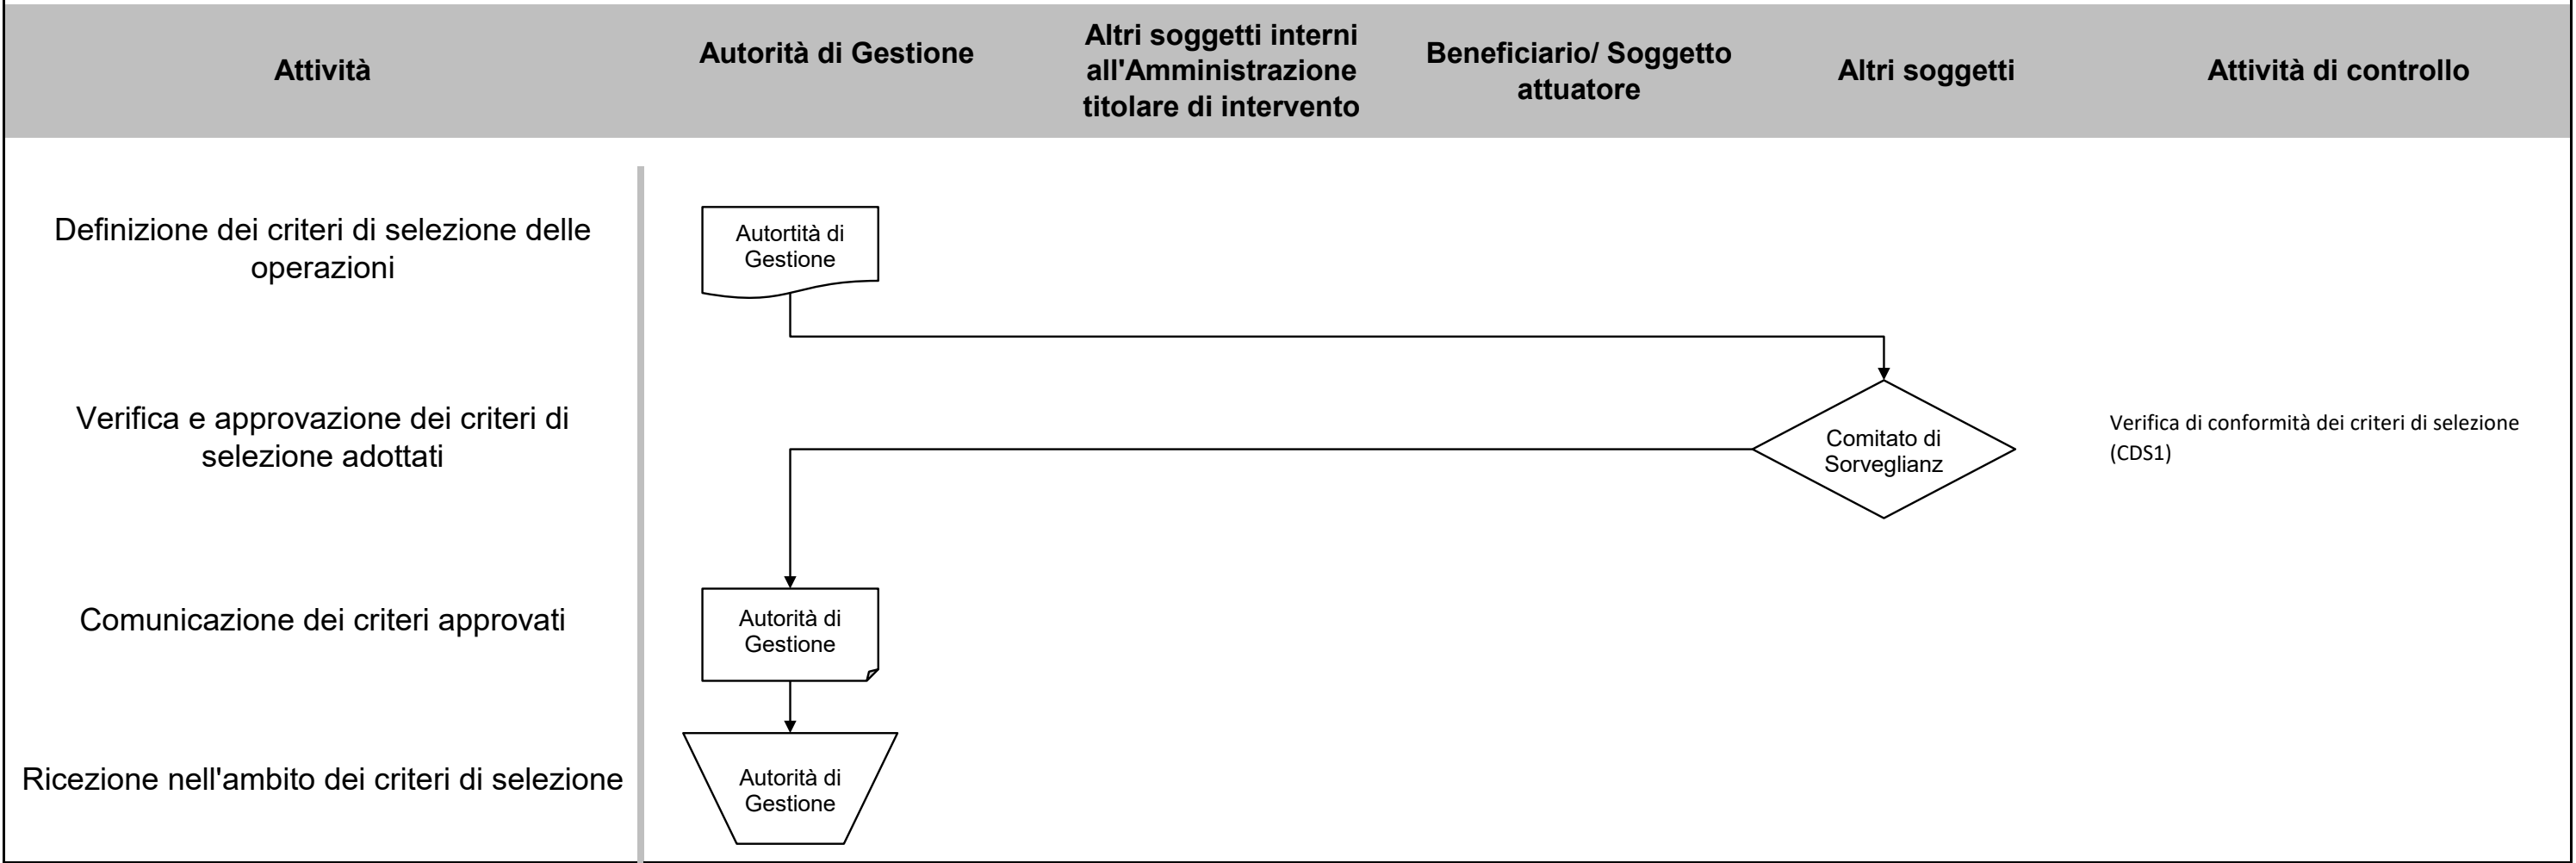 Attività
Autorità di Gestione
Altri soggetti interni
all'Amministrazione
titolare di intervento
Beneficiario/ Soggetto
attuatore
Altri soggetti
Attività di controllo
Definizione dei criteri di selezione delle
operazioni
Autortità di
Gestione
Verifica e approvazione dei criteri di
selezione adottati
Comitato di
Sorveglianz
Verifica di conformità dei criteri di selezione
(CDS1)
Comunicazione dei criteri approvati
Autorità di
Gestione
Ricezione nell'ambito dei criteri di selezione
Autorità di
Gestione